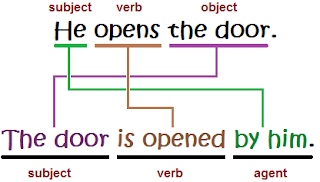 subject verb object
He opens the door.
The door is opened by him.
subject verb agent